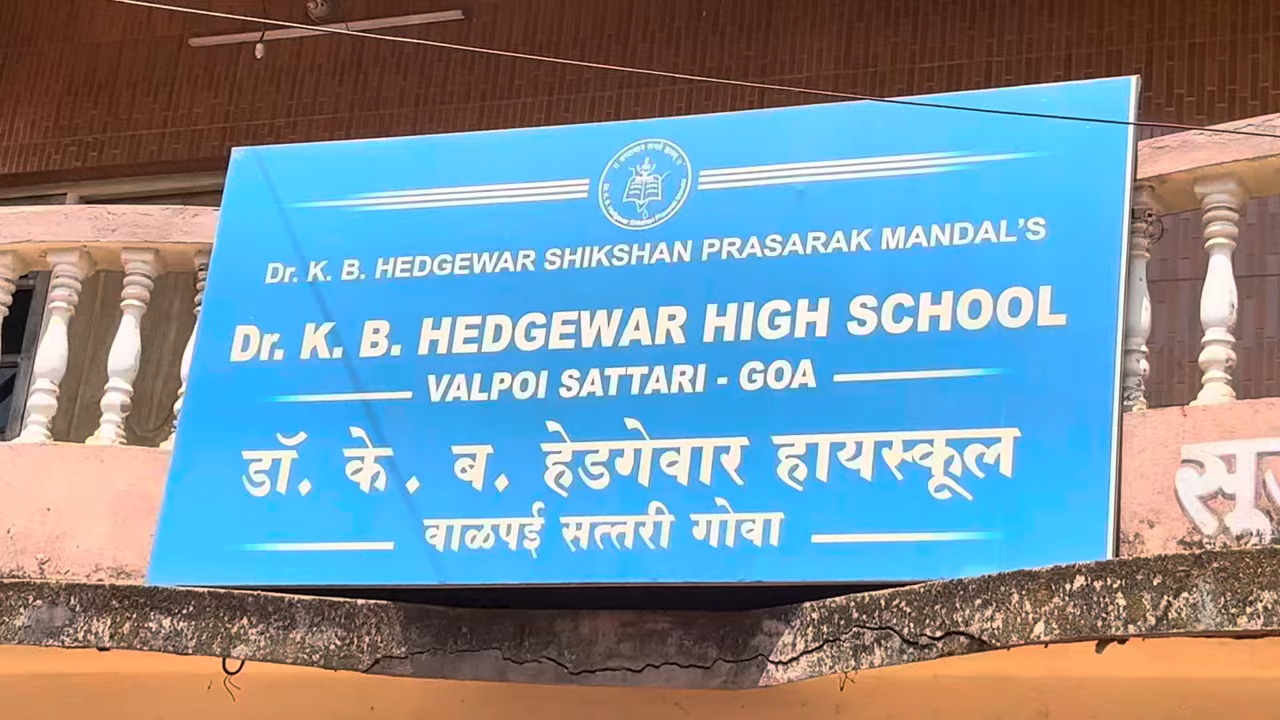 Dr. K. B. HEDGEWAR SHIKSHAN PRASARAK MANDAL'S
Dr. K. B. HEDGEWAR HIGH SCHOOL
VALPOI SATTARI - GOA
डॉ. के. ब. हेडगेवार हायस्कूल
वाळपई सत्तरी गोवा